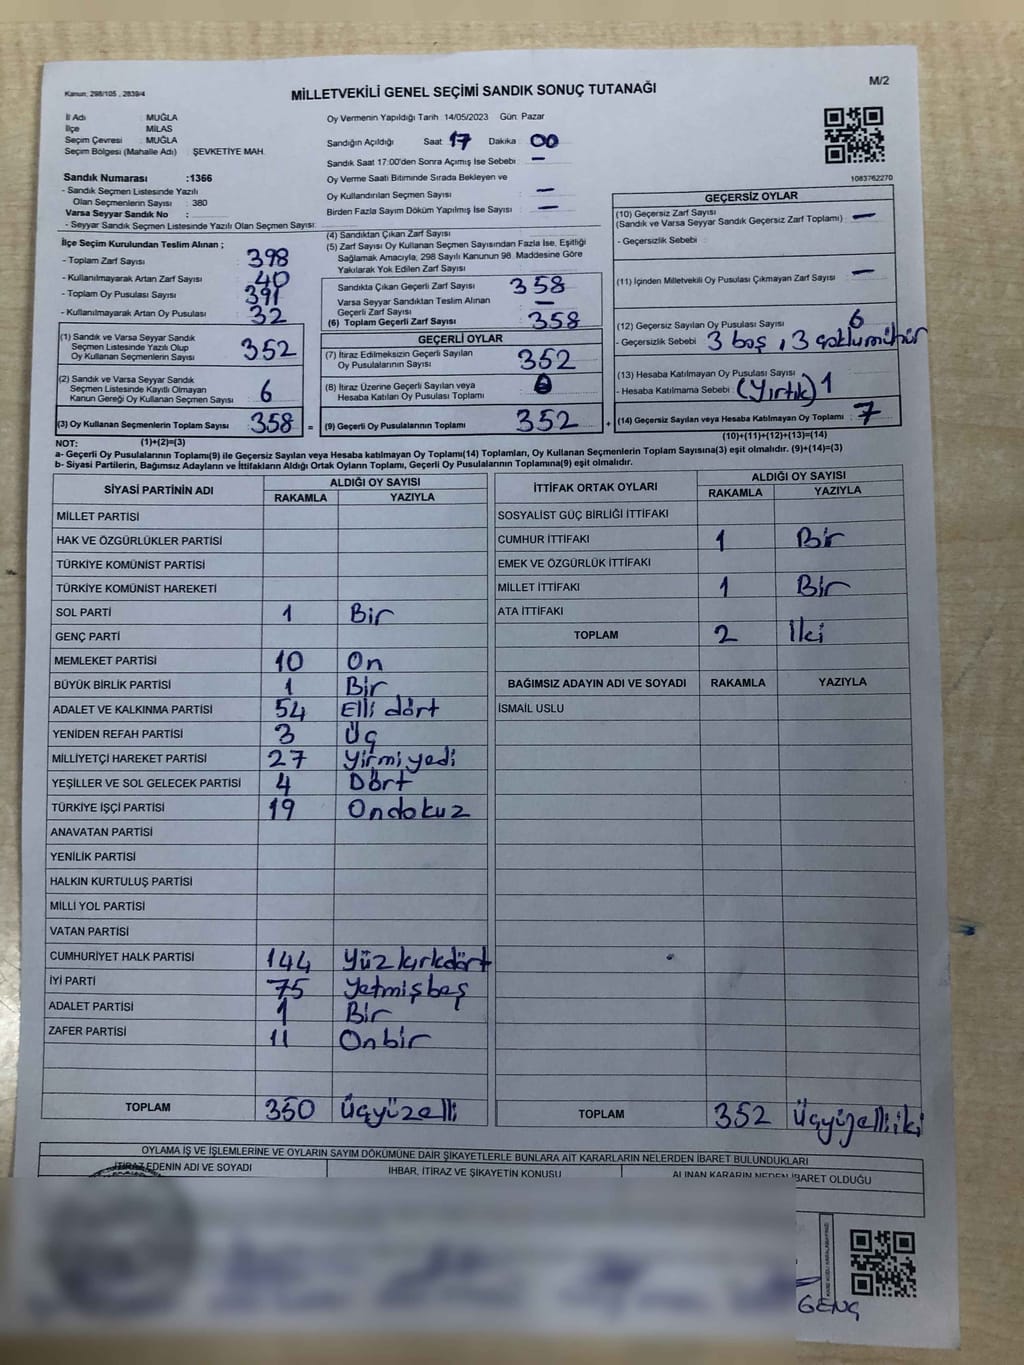 Kanun: 298/105 , 2839/4
MİLLETVEKİLİ GENEL SEÇİMİ SANDIK SONUÇ TUTANAĞI
M/2
İl Adı : MUĞLA
İlçe : MİLAS
Seçim Çevresi : MUĞLA
Seçim Bölgesi (Mahalle Adı) : ŞEVKETİYE MAH.
Sandık Numarası :1366
- Sandık Seçmen Listesinde Yazılı
Olan Seçmenlerin Sayısı : 380
Varsa Seyyar Sandık No :
- Seyyar Sandık Seçmen Listesinde Yazılı Olan Seçmen Sayısı:
Oy Vermenin Yapıldığı Tarih : 14/05/2023 Gün: Pazar
Sandığın Açıldığı Saat : 17 Dakika : 00
Sandık Saat 17:00'den Sonra Açımış İse Sebebi : —
Oy Verme Saati Bitiminde Sırada Bekleyen ve
Oy Kullandırılan Seçmen Sayısı : —
Birden Fazla Sayım Döküm Yapılmış İse Sayısı : —
1063762270
İlçe Seçim Kurulundan Teslim Alınan ;
- Toplam Zarf Sayısı : 398
- Kullanılmayarak Artan Zarf Sayısı : 40
- Toplam Oy Pusulası Sayısı : 391
- Kullanılmayarak Artan Oy Pusulası : 32
(1) Sandık ve Varsa Seyyar Sandık
Seçmen Listesinde Yazılı Olup
Oy Kullanan Seçmenlerin Sayısı : 352
(2) Sandık ve Varsa Seyyar Sandık
Seçmen Listesinde Kayıtlı Olmayan
Kanun Gereği Oy Kullanan Seçmen Sayısı : 6
(3) Oy Kullanan Seçmenlerin Toplam Sayısı : 358
(4) Sandıktan Çıkan Zarf Sayısı :
(5) Zarf Sayısı Oy Kullanan Seçmen Sayısından Fazla İse, Eşitliği
Sağlamak Amacıyla, 298 Sayılı Kanunun 98. Maddesine Göre
Yakılarak Yok Edilen Zarf Sayısı :
Sandıkta Çıkan Geçerli Zarf Sayısı : 358
Varsa Seyyar Sandıktan Teslim Alınan
Geçerli Zarf Sayısı : —
(6) Toplam Geçerli Zarf Sayısı : 358
GEÇERLİ OYLAR
(7) İtiraz Edilmeksizin Geçerli Sayılan
Oy Pusulalarının Sayısı : 352
(8) İtiraz Üzerine Geçerli Sayılan veya
Hesaba Katılan Oy Pusulası Toplamı :
= (9) Geçerli Oy Pusulalarının Toplamı : 352 +
GEÇERSİZ OYLAR
(10) Geçersiz Zarf Sayısı
(Sandık ve Varsa Seyyar Sandık Geçersiz Zarf Toplamı) : —
- Geçersizlik Sebebi :
(11) İçinden Milletvekili Oy Pusulası Çıkmayan Zarf Sayısı : —
(12) Geçersiz Sayılan Oy Pusulası Sayısı : 6
- Geçersizlik Sebebi : 3 boş , 3 çoklu mühür
(13) Hesaba Katılmayan Oy Pusulası Sayısı :
- Hesaba Katılmama Sebebi : (Yırtık) 1
(14) Geçersiz Sayılan veya Hesaba Katılmayan Oy Toplamı : 7
NOT: (1)+(2)=(3) (10)+(11)+(12)+(13)=(14)
a- Geçerli Oy Pusulalarının Toplamı(9) ile Geçersiz Sayılan veya Hesaba katılmayan Oy Toplamı(14) Toplamları, Oy Kullanan Seçmenlerin Toplam Sayısına(3) eşit olmalıdır. (9)+(14)=(3)
b- Siyasi Partilerin, Bağımsız Adayların ve İttifakların Aldığı Ortak Oyların Toplamı, Geçerli Oy Pusulalarının Toplamına(9) eşit olmalıdır.
SİYASİ PARTİNİN ADI ALDIĞI OY SAYISI
RAKAMLA YAZIYLA
MİLLET PARTİSİ
HAK VE ÖZGÜRLÜKLER PARTİSİ
TÜRKİYE KOMÜNİST PARTİSİ
TÜRKİYE KOMÜNİST HAREKETİ
SOL PARTİ 1 Bir
GENÇ PARTİ
MEMLEKET PARTİSİ 10 On
BÜYÜK BİRLİK PARTİSİ 1 Bir
ADALET VE KALKINMA PARTİSİ 54 Elli dört
YENİDEN REFAH PARTİSİ 3 Üç
MİLLİYETÇİ HAREKET PARTİSİ 27 Yirmi yedi
YEŞİLLER VE SOL GELECEK PARTİSİ 4 Dört
TÜRKİYE İŞÇİ PARTİSİ 19 Ondokuz
ANAVATAN PARTİSİ
YENİLİK PARTİSİ
HALKIN KURTULUŞ PARTİSİ
MİLLİ YOL PARTİSİ
VATAN PARTİSİ
CUMHURİYET HALK PARTİSİ 144 Yüz kırkdört
İYİ PARTİ 75 Yetmişbeş
ADALET PARTİSİ 1 Bir
ZAFER PARTİSİ 11 Onbir
TOPLAM 350 Üçyüzelli
İTTİFAK ORTAK OYLARI ALDIĞI OY SAYISI
RAKAMLA YAZIYLA
SOSYALİST GÜÇ BİRLİĞİ İTTİFAKI
CUMHUR İTTİFAKI 1 Bir
EMEK VE ÖZGÜRLÜK İTTİFAKI
MİLLET İTTİFAKI 1 Bir
ATA İTTİFAKI
TOPLAM 2 İki
BAĞIMSIZ ADAYIN ADI VE SOYADI RAKAMLA YAZIYLA
İSMAİL USLU
TOPLAM 352 Üçyüzelliiki
OYLAMA İŞ VE İŞLEMLERİNE VE OYLARIN SAYIM DÖKÜMÜNE DAİR ŞİKAYETLERLE BUNLARA AİT KARARLARIN NELERDEN İBARET BULUNDUKLARI
İTİRAZ EDENİN ADI VE SOYADI İHBAR, İTİRAZ VE ŞİKAYETİN KONUSU ALINAN KARARIN NEDEN İBARET OLDUĞU
GENÇ